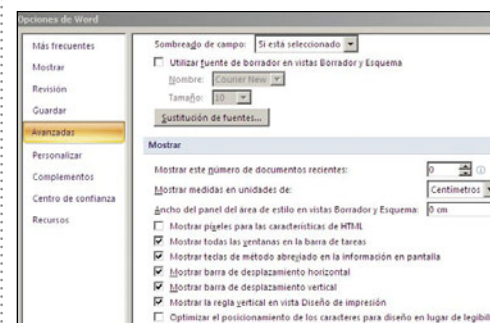 Opciones de Word
Más frecuentes
Mostrar
Revisión
Guardar
Avanzadas
Personalizar
Complementos
Centro de confianza
Recursos
Sombreado de campo: Si está seleccionado
Utilizar fuente de borrador en vistas Borrador y Esquema
Nombre: Courier New
Tamaño: 10
Sustitución de fuentes...
Mostrar
Mostrar este número de documentos recientes: 0
Mostrar medidas en unidades de: Centímetros
Ancho del panel del área de estilo en vistas Borrador y Esquema: 0 cm
Mostrar píxeles para las características de HTML
Mostrar todas las ventanas en la barra de tareas
Mostrar teclas de método abreviado en la información en pantalla
Mostrar barra de desplazamiento horizontal
Mostrar barra de desplazamiento vertical
Mostrar la regla vertical en vista Diseño de impresión
Optimizar el posicionamiento de los caracteres para diseño en lugar de legibili